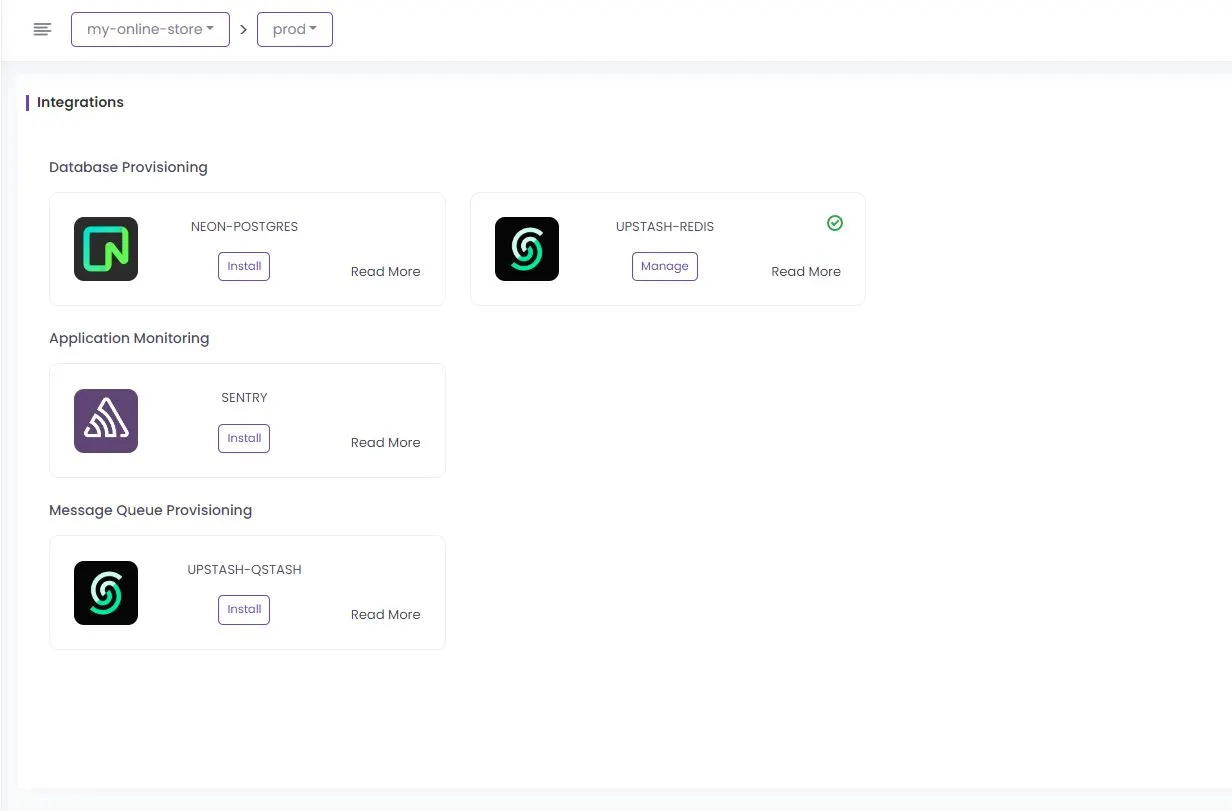 my-online-store > prod
Integrations
Database Provisioning
NEON-POSTGRES
Install
Read More
UPSTASH-REDIS
Manage
Read More
Application Monitoring
SENTRY
Install
Read More
Message Queue Provisioning
UPSTASH-QSTASH
Install
Read More